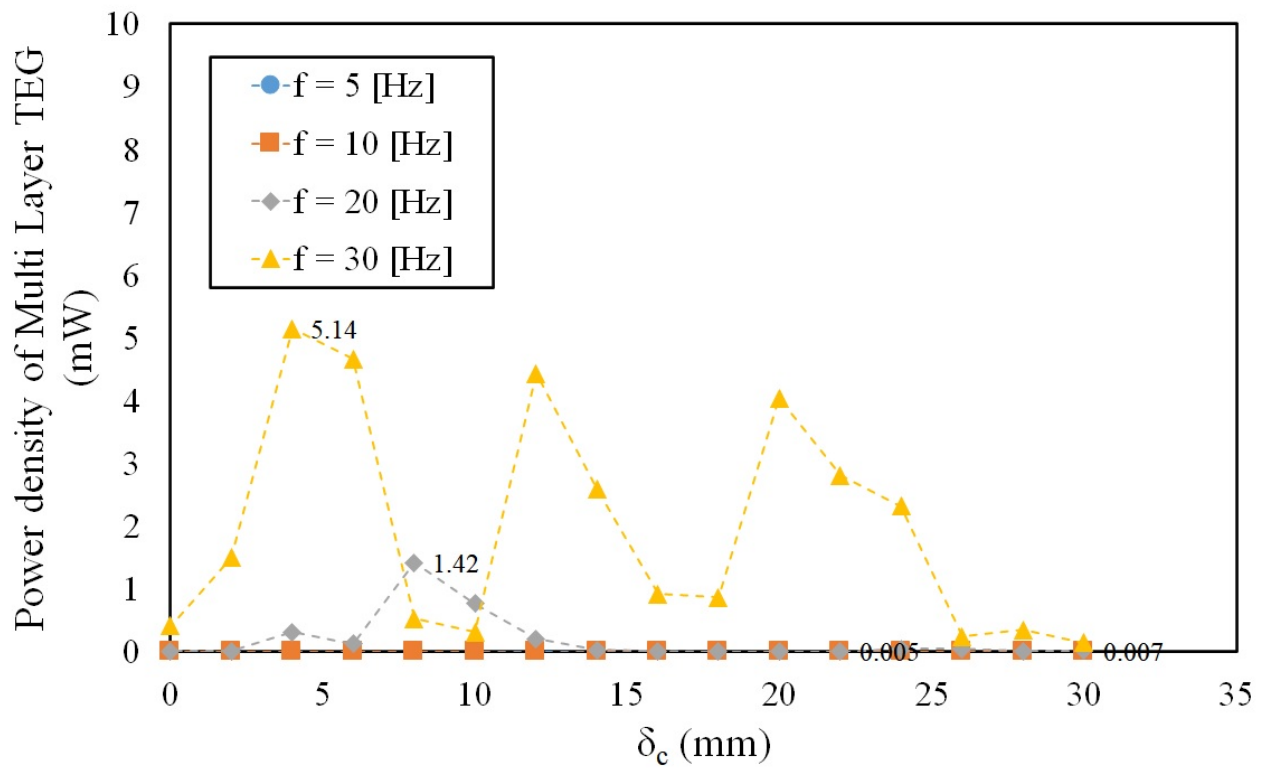 Power density of Multi Layer TEG
(mW)
10
9
8
7
6
5
4
3
2
1
0
f = 5 [Hz]
f = 10 [Hz]
f = 20 [Hz]
f = 30 [Hz]
5.14
1.42
0.005
0.007
0 5 10 15 20 25 30 35
δc (mm)